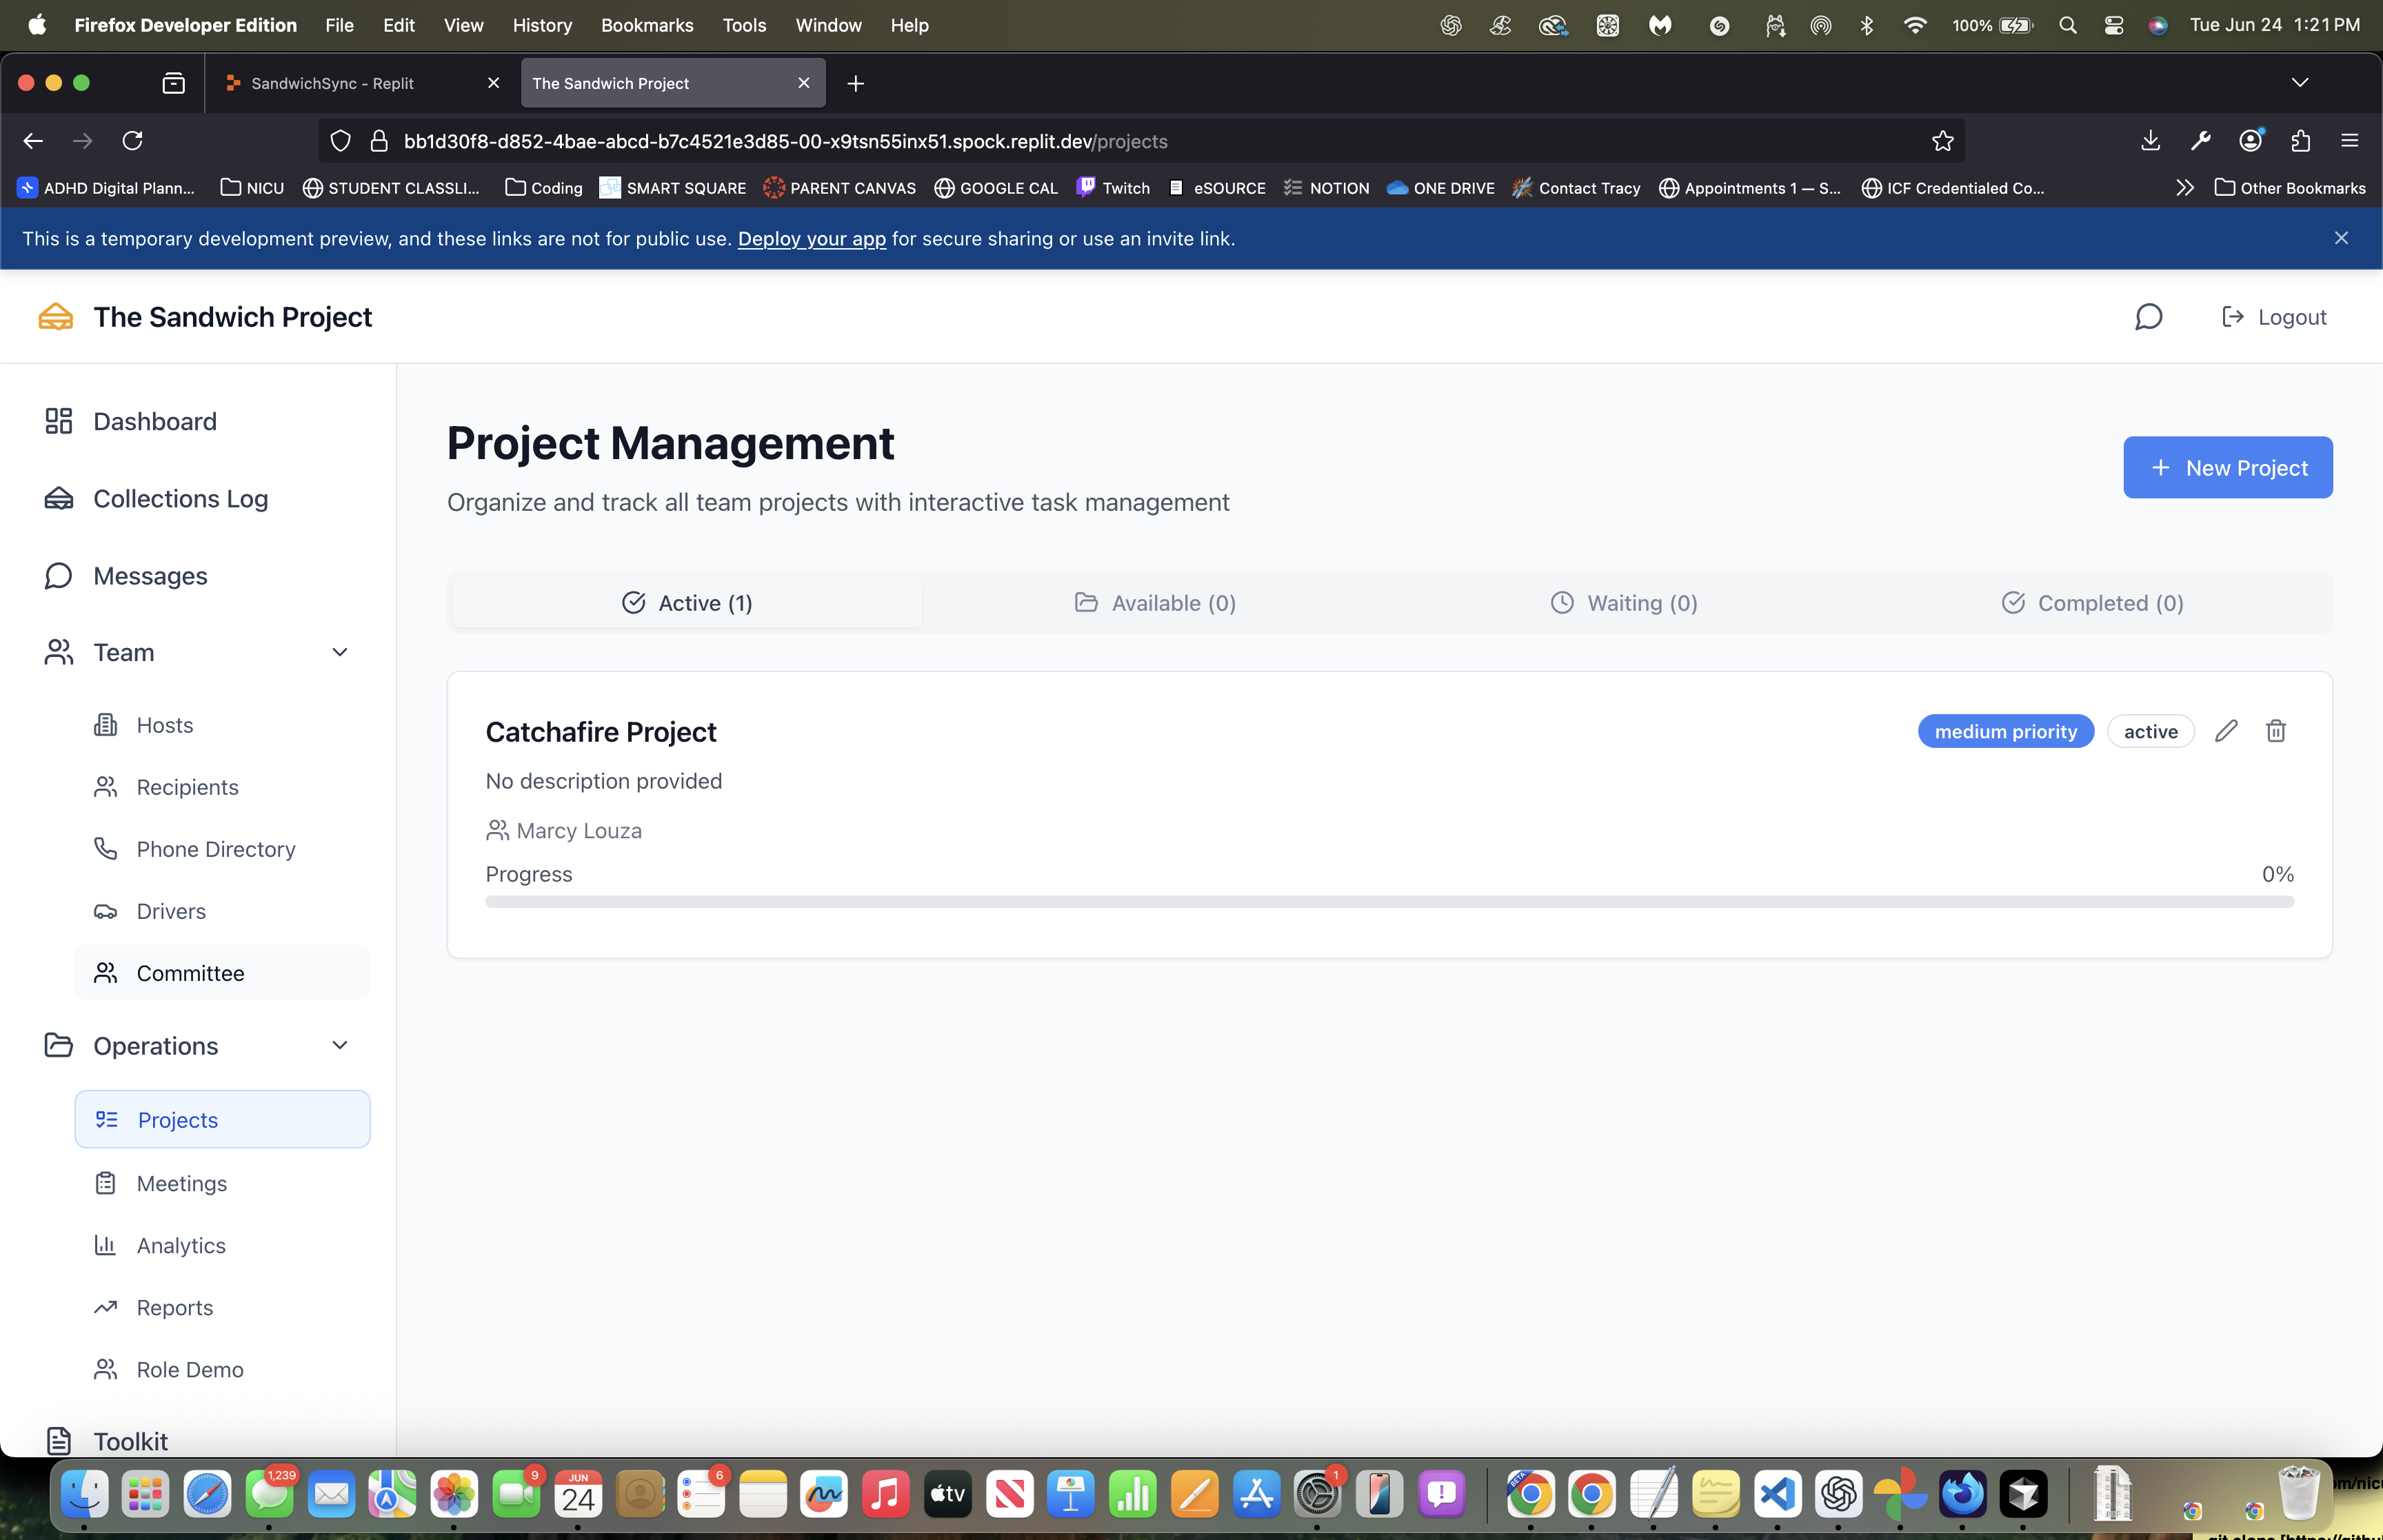 Firefox Developer Edition File Edit View History Bookmarks Tools Window Help 100% Tue Jun 24 1:21 PM
SandwichSync - Replit The Sandwich Project
bb1d30f8-d852-4bae-abcd-b7c4521e3d85-00-x9tsn55inx51.spock.replit.dev/projects
ADHD Digital Plann... NICU STUDENT CLASSLI... Coding SMART SQUARE PARENT CANVAS GOOGLE CAL Twitch eSOURCE NOTION ONE DRIVE Contact Tracy Appointments 1 — S... ICF Credentialed Co... Other Bookmarks
This is a temporary development preview, and these links are not for public use. Deploy your app for secure sharing or use an invite link.
The Sandwich Project
Logout
Dashboard
Collections Log
Messages
Team
Hosts
Recipients
Phone Directory
Drivers
Committee
Operations
Projects
Meetings
Analytics
Reports
Role Demo
Toolkit
Project Management
Organize and track all team projects with interactive task management
New Project
Active (1) Available (0) Waiting (0) Completed (0)
Catchafire Project
medium priority active
No description provided
Marcy Louza
Progress 0%
1,239 9 JUN 24 6 tv 1 BETA